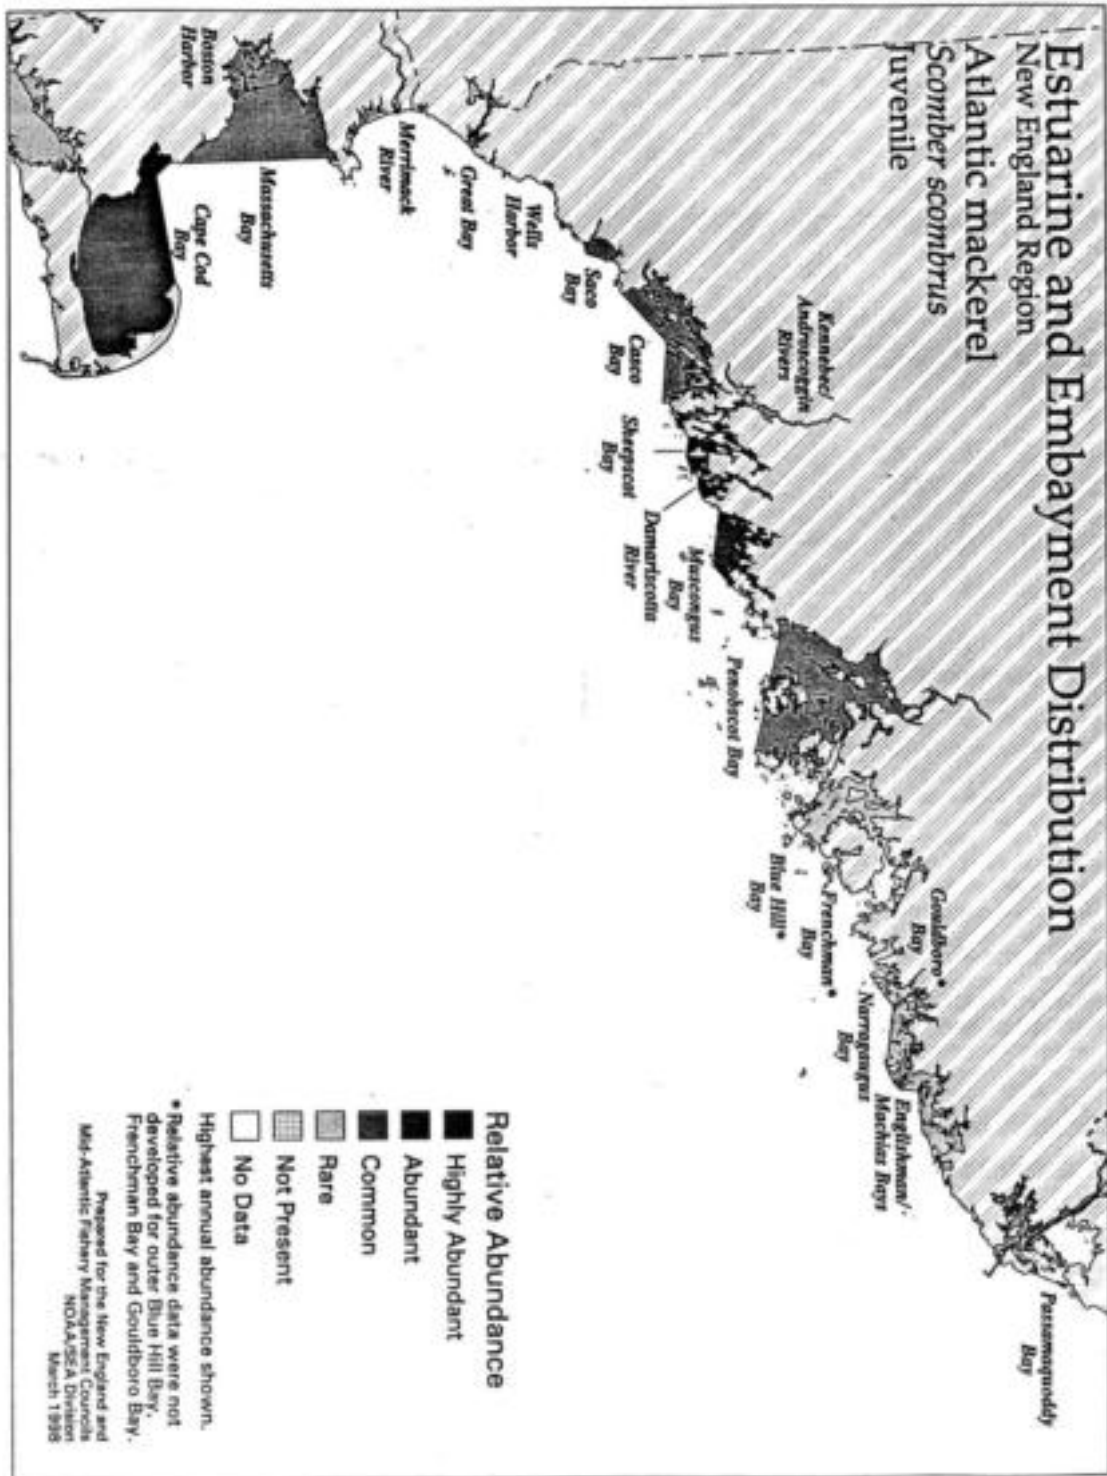 Estuarine and Embayment Distribution
New England Region
Atlantic mackerel
Scomber scombrus
Juvenile
Boston
Harbor
Massachusetts
Bay
Cape Cod
Bay
Merrimack
River
Great Bay
Wells
Harbor
Saco
Bay
Casco
Bay
Kennebec/
Androscoggin
Rivers
Sheepscot
Bay
Damariscotta
River
Muscongus
Bay
Penobscot Bay
Blue Hill*
Bay
Frenchman*
Bay
Gouldboro*
Bay
Narragaugus
Bay
Englishman/
Machias Bays
Passamaquoddy
Bay
Relative Abundance
Highly Abundant
Abundant
Common
Rare
Not Present
No Data
Highest annual abundance shown.
* Relative abundance data were not
developed for outer Blue Hill Bay,
Frenchman Bay and Gouldboro Bay.
Prepared for the New England and
Mid-Atlantic Fishery Management Councils
NOAA/SEA Division
March 1998